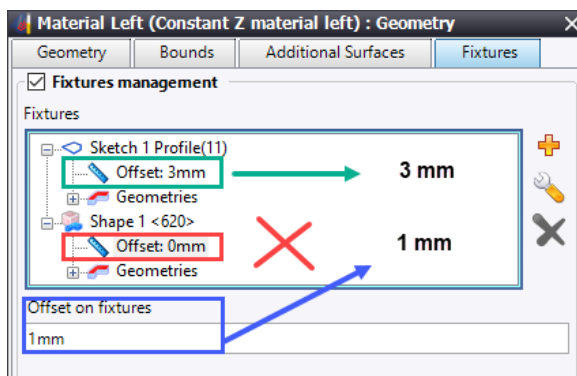 Material Left (Constant Z material left) : Geometry
Geometry Bounds Additional Surfaces Fixtures
Fixtures management
Fixtures
Sketch 1 Profile(11)
Offset: 3mm 3 mm
Geometries
Shape 1 <620>
Offset: 0mm 1 mm
Geometries
Offset on fixtures
1mm